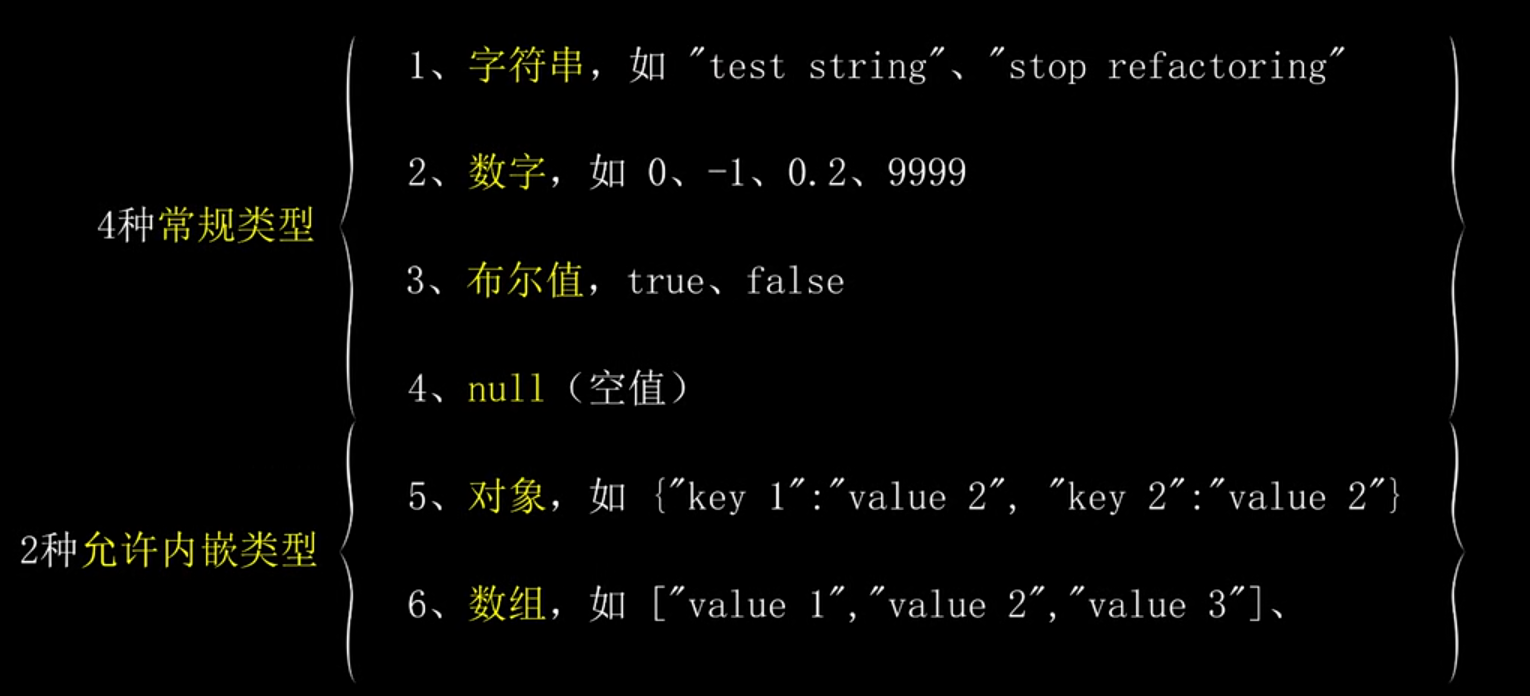 1、字符串，如 "test string"、"stop refactoring"
2、数字，如 0、-1、0.2、9999
4种常规类型
3、布尔值，true、false
4、null（空值）
5、对象，如 {"key 1":"value 2", "key 2":"value 2"}
2种允许内嵌类型
6、数组，如 ["value 1","value 2","value 3"]、